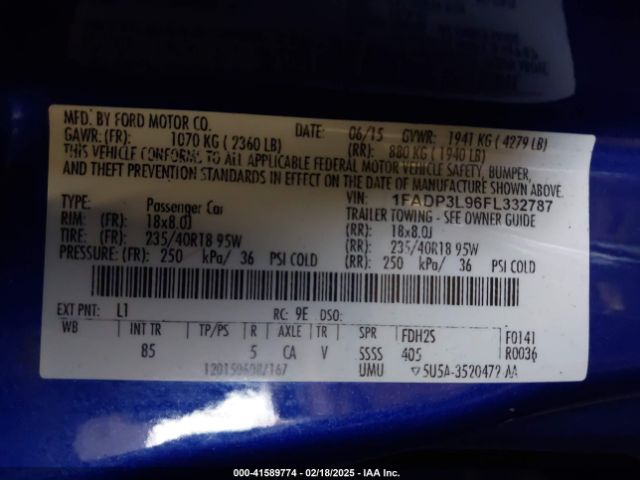 MFD. BY FORD MOTOR CO.
DATE: 06/15 GVWR: 1941 KG ( 4279 LB)
GAWR: (FR): 1070 KG ( 2360 LB) (RR): 880 KG ( 1940 LB)
THIS VEHICLE CONFORMS TO ALL APPLICABLE FEDERAL MOTOR VEHICLE SAFETY, BUMPER,
AND THEFT PREVENTION STANDARDS IN EFFECT ON THE DATE OF MANUFACTURE SHOWN ABOVE.
VIN: 1FADP3L96FL332787
TYPE: Passenger Car TRAILER TOWING - SEE OWNERS GUIDE
RIM: (FR): 18x8.0J (RR): 18x8.0J
TIRE: (FR): 235/40R18 95W (RR): 235/40R18 95W
PRESSURE: (FR): 250 kPa/ 36 PSI COLD (RR): 250 kPa/ 36 PSI COLD
EXT PNT: L1 RC: 9E DSO:
WB INT TR TP/PS R AXLE TR SPR FDH2S F0141
85 5 CA V SSSS 405 R0036
UMU ▽5U5A-3520472-AA
000-41589774 | 02/18/2025 - IAA Inc.